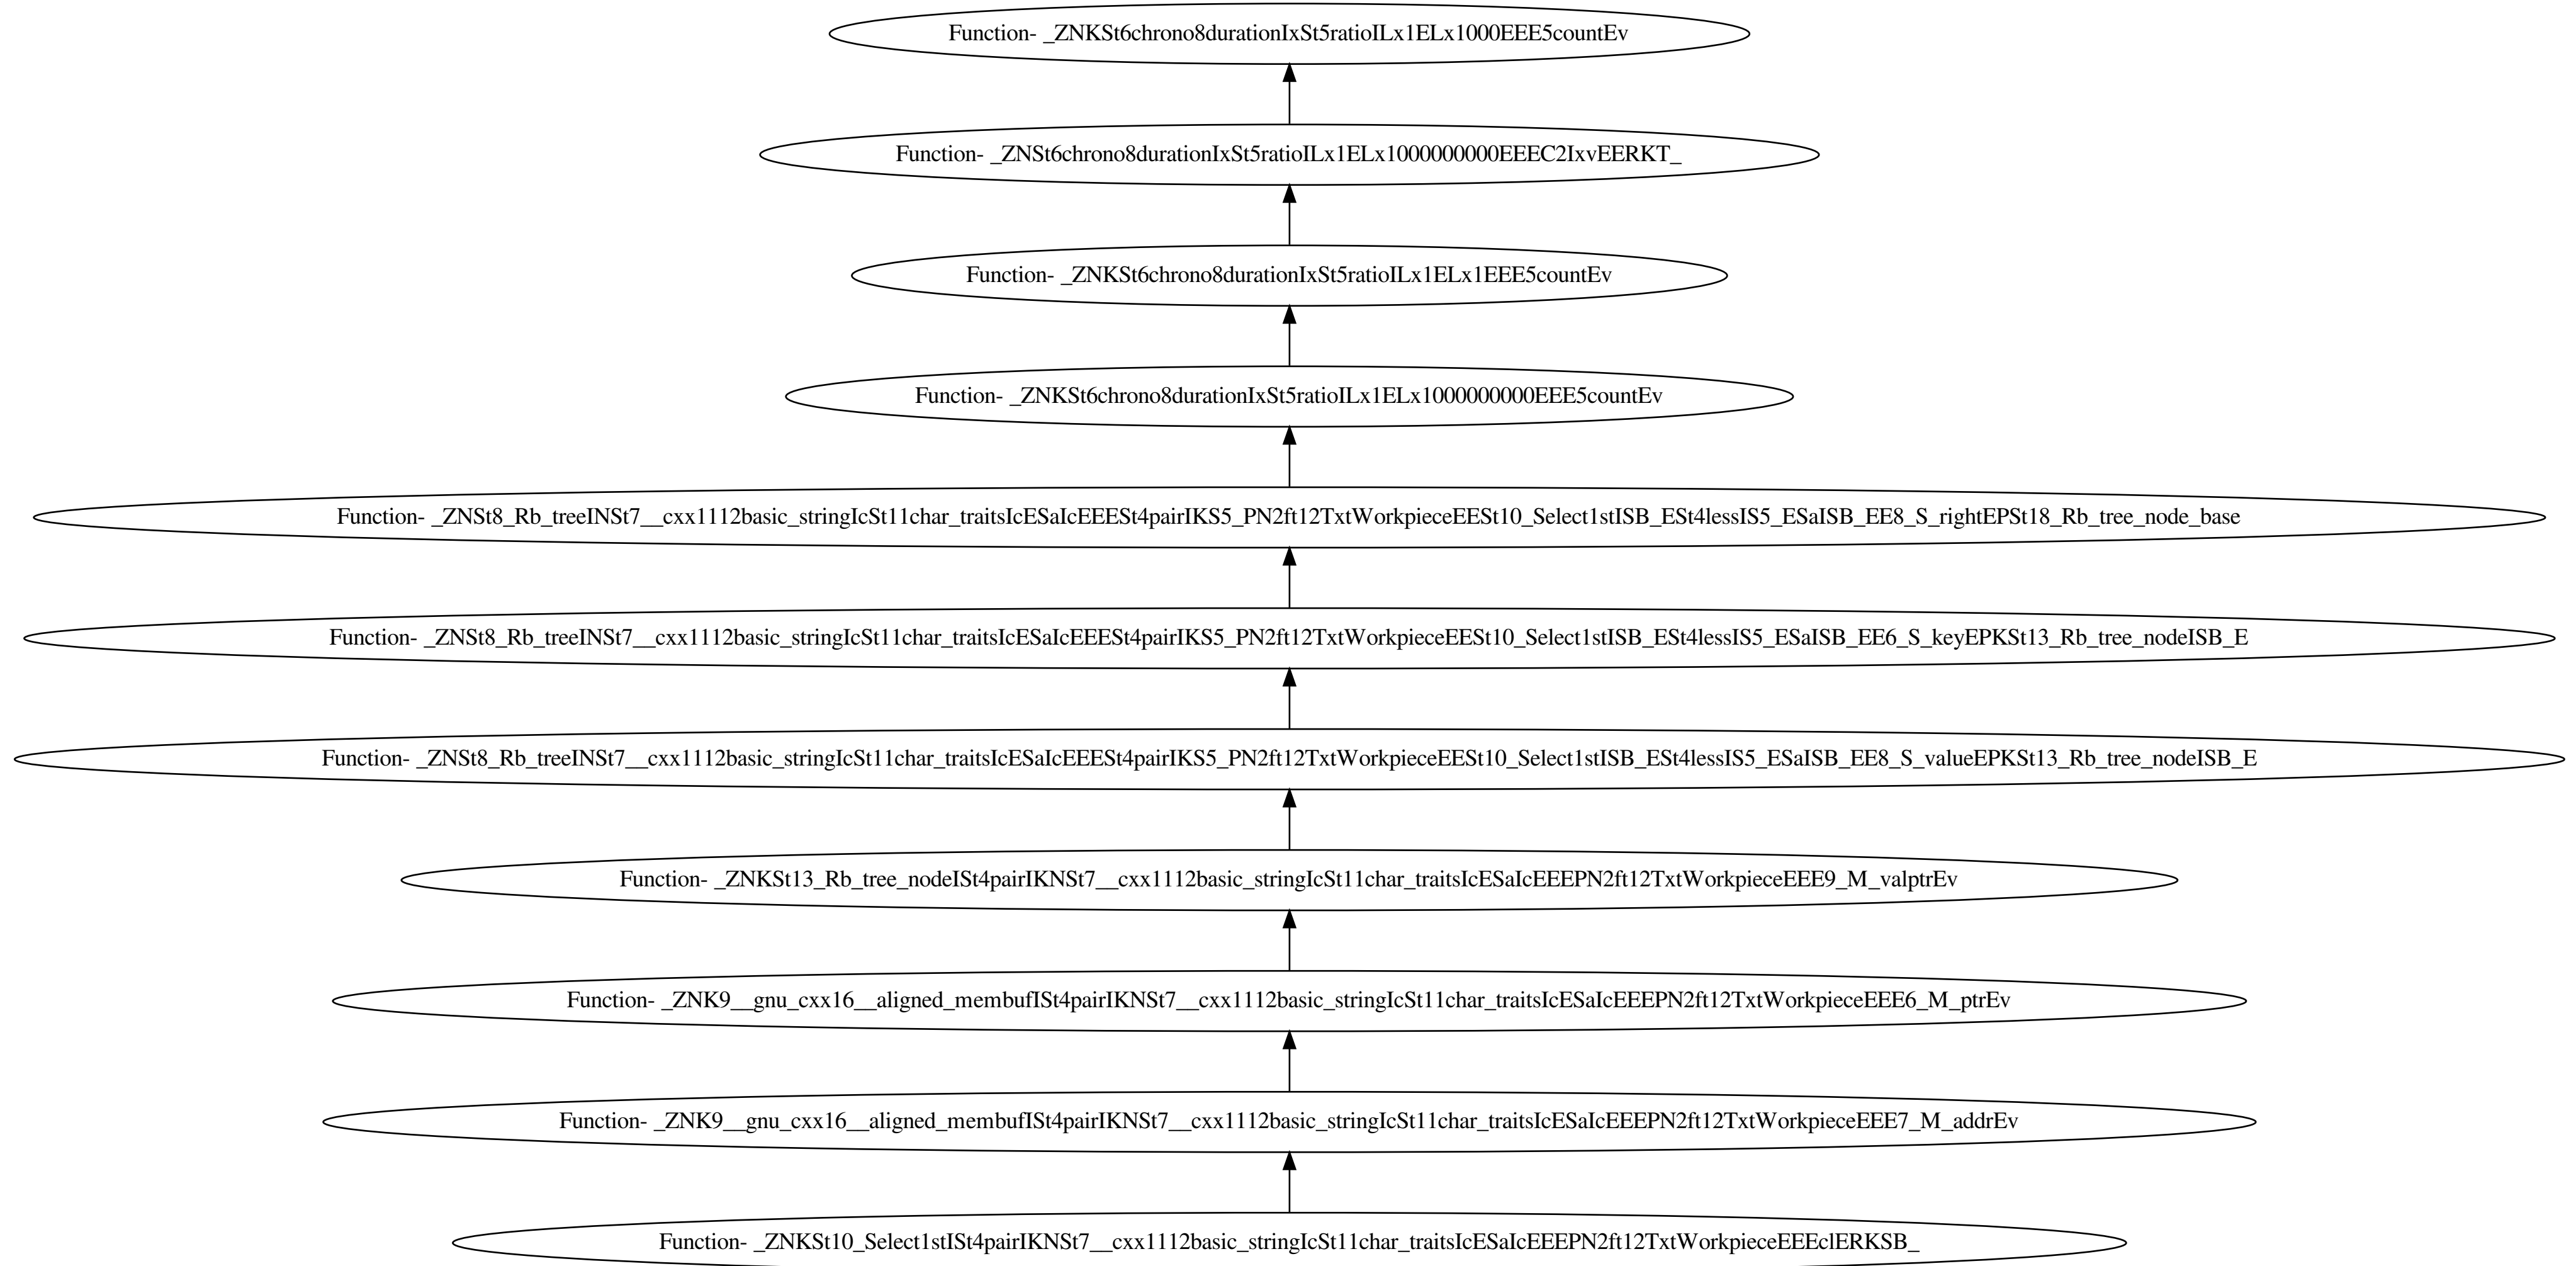 Function- _ZNKSt6chrono8durationIxSt5ratioILx1ELx1000EEE5countEv
Function- _ZNSt6chrono8durationIxSt5ratioILx1ELx1000000000EEEC2IxvEERKT_
Function- _ZNKSt6chrono8durationIxSt5ratioILx1ELx1EEE5countEv
Function- _ZNKSt6chrono8durationIxSt5ratioILx1ELx1000000000EEE5countEv
Function- _ZNSt8_Rb_treeINSt7__cxx1112basic_stringIcSt11char_traitsIcESaIcEEESt4pairIKS5_PN2ft12TxtWorkpieceEESt10_Select1stISB_ESt4lessIS5_ESaISB_EE8_S_rightEPSt18_Rb_tree_node_base
Function- _ZNSt8_Rb_treeINSt7__cxx1112basic_stringIcSt11char_traitsIcESaIcEEESt4pairIKS5_PN2ft12TxtWorkpieceEESt10_Select1stISB_ESt4lessIS5_ESaISB_EE6_S_keyEPKSt13_Rb_tree_nodeISB_E
Function- _ZNSt8_Rb_treeINSt7__cxx1112basic_stringIcSt11char_traitsIcESaIcEEESt4pairIKS5_PN2ft12TxtWorkpieceEESt10_Select1stISB_ESt4lessIS5_ESaISB_EE8_S_valueEPKSt13_Rb_tree_nodeISB_E
Function- _ZNKSt13_Rb_tree_nodeISt4pairIKNSt7__cxx1112basic_stringIcSt11char_traitsIcESaIcEEEPN2ft12TxtWorkpieceEEE9_M_valptrEv
Function- _ZNK9__gnu_cxx16__aligned_membufISt4pairIKNSt7__cxx1112basic_stringIcSt11char_traitsIcESaIcEEEPN2ft12TxtWorkpieceEEE6_M_ptrEv
Function- _ZNK9__gnu_cxx16__aligned_membufISt4pairIKNSt7__cxx1112basic_stringIcSt11char_traitsIcESaIcEEEPN2ft12TxtWorkpieceEEE7_M_addrEv
Function- _ZNKSt10_Select1stISt4pairIKNSt7__cxx1112basic_stringIcSt11char_traitsIcESaIcEEEPN2ft12TxtWorkpieceEEEclERKSB_